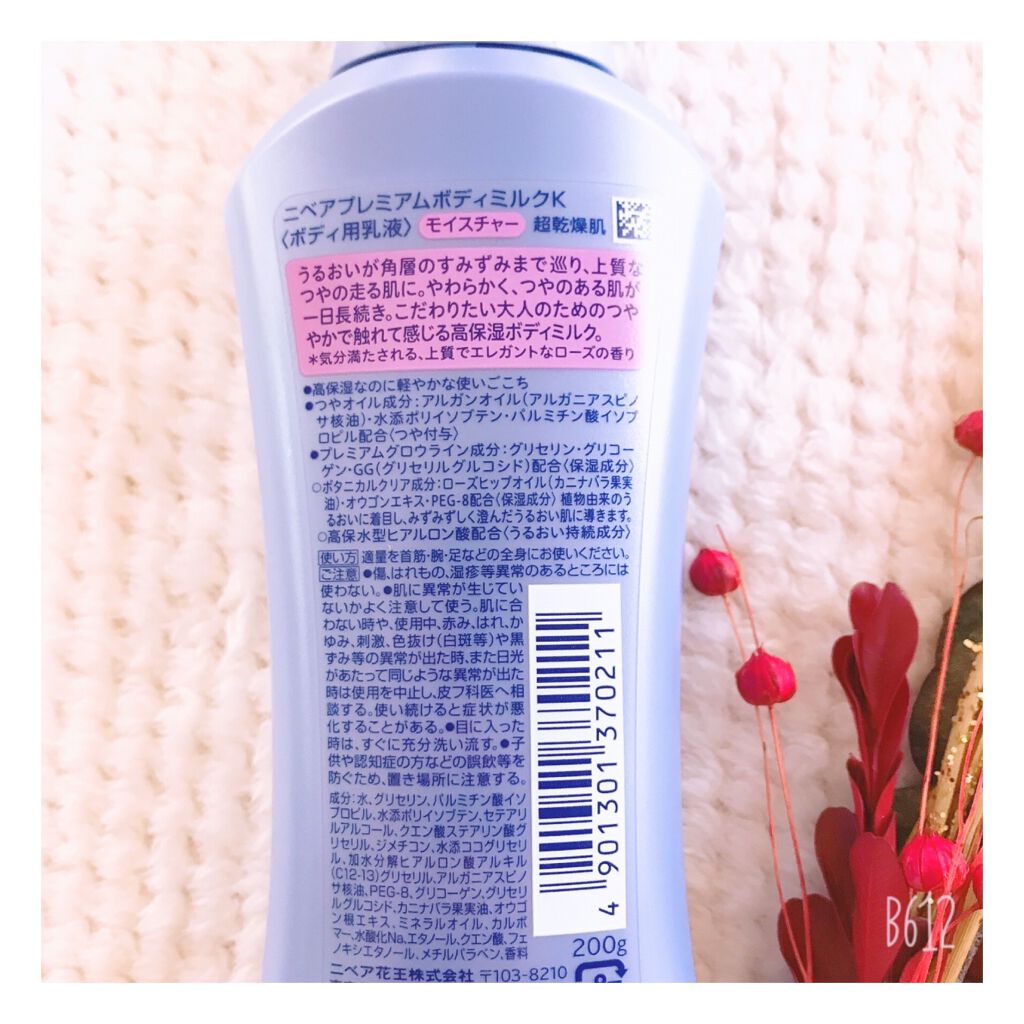 ニベアプレミアムボディミルクK
〈ボディ用乳液〉 モイスチャー 超乾燥肌
うるおいが角層のすみずみまで巡り、上質な
つやの走る肌に。やわらかく、つやのある肌が
一日長続き。こだわりたい大人のためのつや
やかで触れて感じる高保湿ボディミルク。
＊気分満たされる、上質でエレガントなローズの香り
●高保湿なのに軽やかな使いごこち
●つやオイル成分:アルガンオイル(アルガニアスピノ
サ核油)・水添ポリイソブテン・パルミチン酸イソプ
ロピル配合〈つや付与〉
●プレミアムグロウライン成分:グリセリン・グリコー
ゲン・GG(グリセリルグルコシド)配合〈保湿成分〉
○ボタニカルクリア成分:ローズヒップオイル(カニナバラ果実
油)・オウゴンエキス・PEG-8配合〈保湿成分〉 植物由来のう
るおいに着目し、みずみずしく澄んだうるおい肌に導きます。
○高保水型ヒアルロン酸配合〈うるおい持続成分〉
使い方 適量を首筋・腕・足などの全身にお使いください。
ご注意 ●傷、はれもの、湿疹等異常のあるところには
使わない。●肌に異常が生じてい
ないかよく注意して使う。肌に合
わない時や、使用中、赤み、はれ、か
ゆみ、刺激、色抜け(白斑等)や黒
ずみ等の異常が出た時、また日光
があたって同じような異常が出た
時は使用を中止し、皮フ科医へ相
談する。使い続けると症状が悪
化することがある。●目に入った
時は、すぐに充分洗い流す。●子
供や認知症の方などの誤飲等を
防ぐため、置き場所に注意する。
成分:水、グリセリン、パルミチン酸イソ
プロピル、水添ポリイソブテン、セテアリ
ルアルコール、クエン酸ステアリン酸グ
リセリル、ジメチコン、水添ココグリセリ
ル、加水分解ヒアルロン酸アルキル
(C12-13)グリセリル、アルガニアスピノ
サ核油、PEG-8、グリコーゲン、グリセリ
ルグルコシド、カニナバラ果実油、オウゴ
ン根エキス、ミネラルオイル、カルボ
マー、水酸化Na、エタノール、クエン酸、フェ
ノキシエタノール、メチルパラベン、香料
4 901301 370211
200g
ニベア花王株式会社 〒103-8210
B612